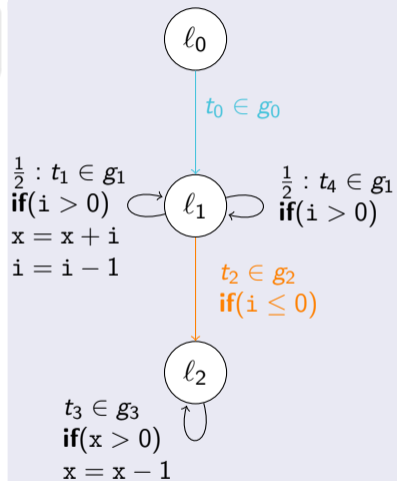 ℓ₀
t₀ ∈ g₀
½ : t₁ ∈ g₁
if(i > 0)
x = x + i
i = i − 1
ℓ₁
½ : t₄ ∈ g₁
if(i > 0)
t₂ ∈ g₂
if(i ≤ 0)
ℓ₂
t₃ ∈ g₃
if(x > 0)
x = x − 1